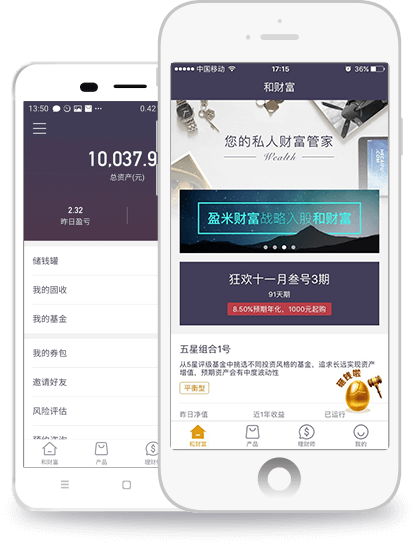 13:50
0.42
10,037.9
总资产(元)
2.32
昨日盈亏
储钱罐
我的固收
我的基金
我的券包
邀请好友
风险评估
预约咨询
和财富
产品
理财师
中国移动
17:15
36%
和财富
您的私人财富管家
Wealth
盈米财富战略入股和财富
狂欢十一月叁号3期
91天期
8.50%预期年化，1000元起购
五星组合1号
从5星评级基金中挑选不同投资风格的基金，追求长远实现资产
增值，预期资产会有中度波动性
平衡型
砸钱啦
昨日净值
近1年收益
已运行
和财富
产品
理财师
我的